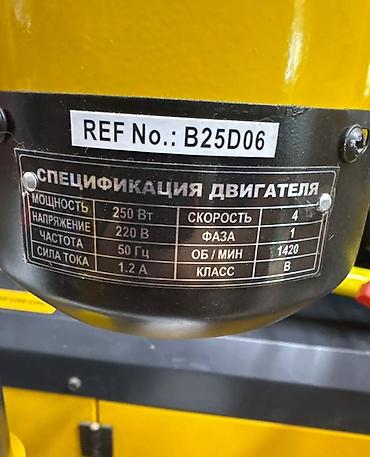 REF No.: B25D06
СПЕЦИФИКАЦИЯ ДВИГАТЕЛЯ
МОЩНОСТЬ 250 Вт СКОРОСТЬ 4
НАПРЯЖЕНИЕ 220 В ФАЗА 1
ЧАСТОТА 50 Гц ОБ / МИН 1420
СИЛА ТОКА 1.2 А КЛАСС В